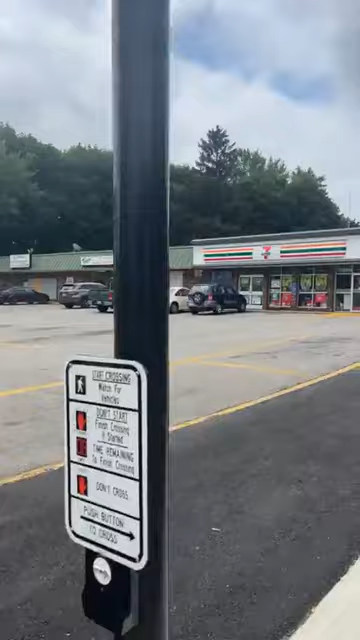 START CROSSING
Watch For
Vehicles
DON'T START
Finish Crossing
If Started
TIME REMAINING
To Finish Crossing
DON'T CROSS
PUSH BUTTON
TO CROSS